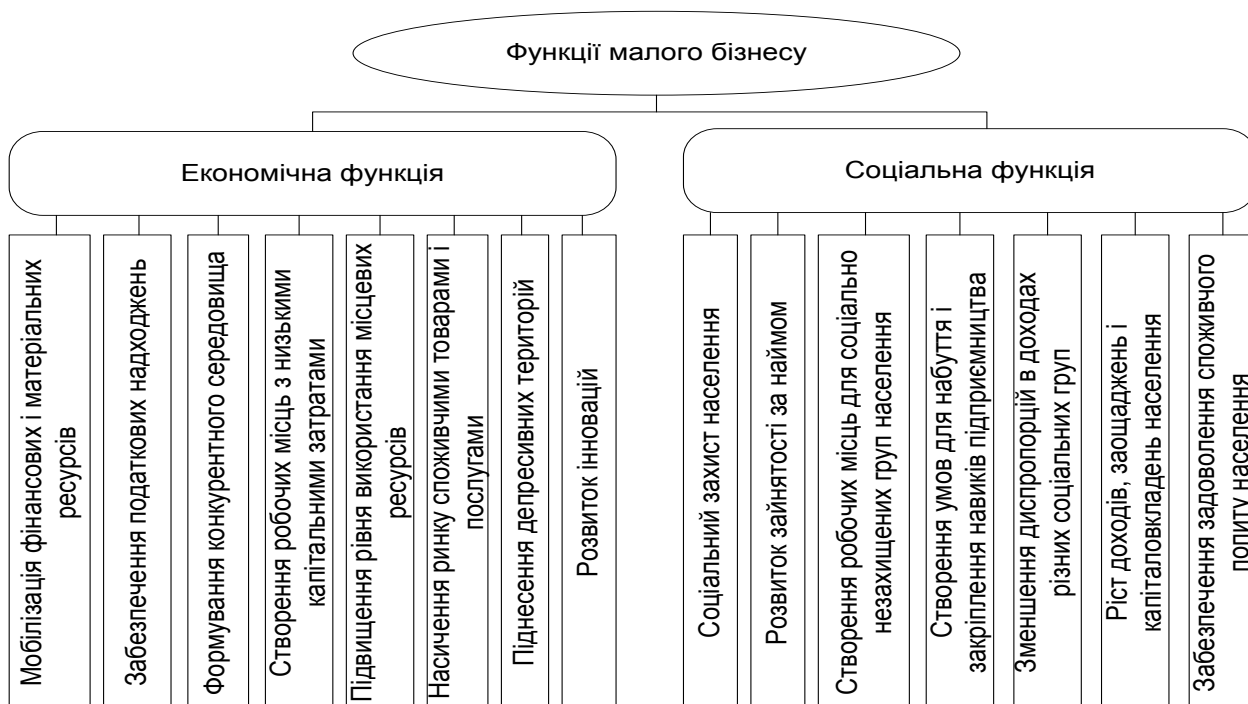 Функції малого бізнесу
Економічна функція
Соціальна функція
Мобілізація фінансових і матеріальних
ресурсів
Забезпечення податкових надходжень
Формування конкурентного середовища
Створення робочих місць з низькими
капітальними затратами
Підвищення рівня використання місцевих
ресурсів
Насичення ринку споживчими товарами і
послугами
Піднесення депресивних територій
Розвиток інновацій
Соціальний захист населення
Розвиток зайнятості за наймом
Створення робочих місць для соціально
незахищених груп населення
Створення умов для набуття і
закріплення навиків підприємництва
Зменшення диспропорцій в доходах
різних соціальних груп
Ріст доходів, заощаджень і
капіталовкладень населення
Забезпечення задоволення споживчого
попиту населення